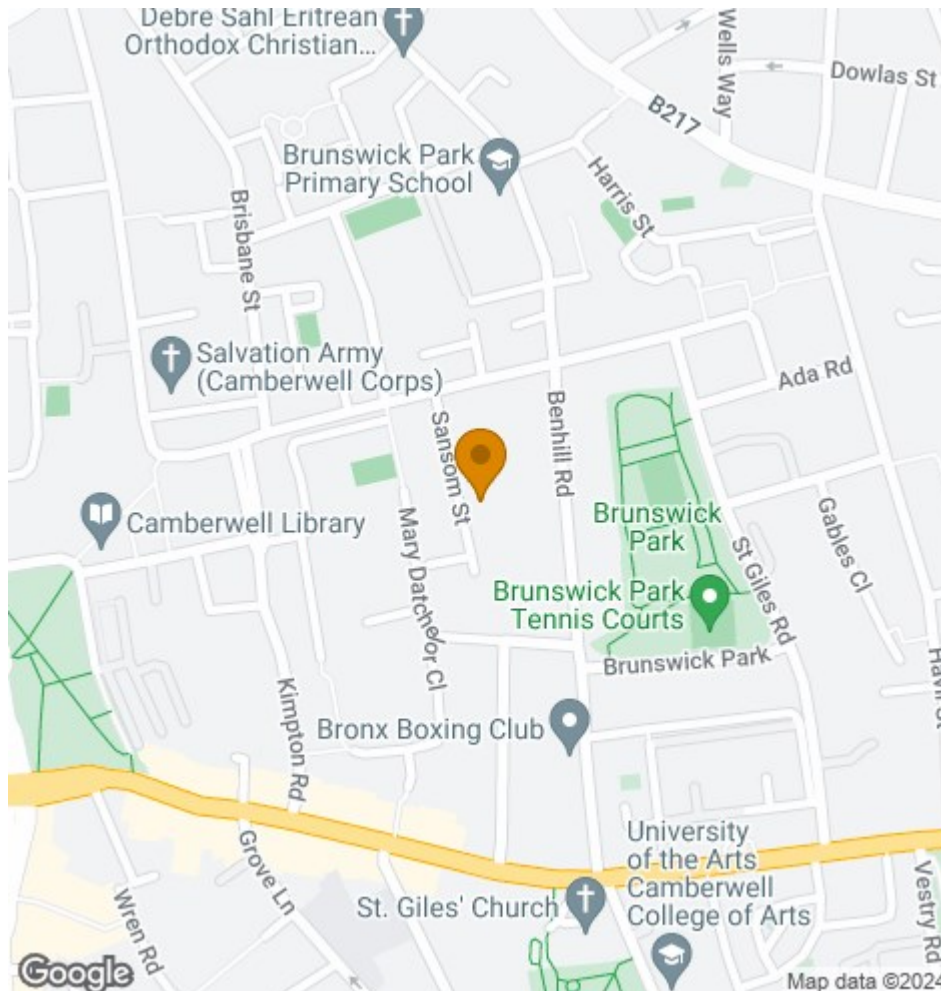 Debre Sahl Eritrean
Orthodox Christian...
Wells Way
Dowlas St
B217
Brunswick Park
Primary School
Harris St
Brisbane St
Salvation Army
(Camberwell Corps)
Ada Rd
Benhill Rd
Sansom St
Camberwell Library
Brunswick
Park
Gables Cl
Mary Datchelor Cl
St Giles Rd
Brunswick Park
Tennis Courts
Brunswick Park
Havil St
Kimpton Rd
Bronx Boxing Club
University
of the Arts
Camberwell
College of Arts
Grove Ln
St. Giles' Church
Vestry Rd
Wren Rd
Google
Map data ©2024